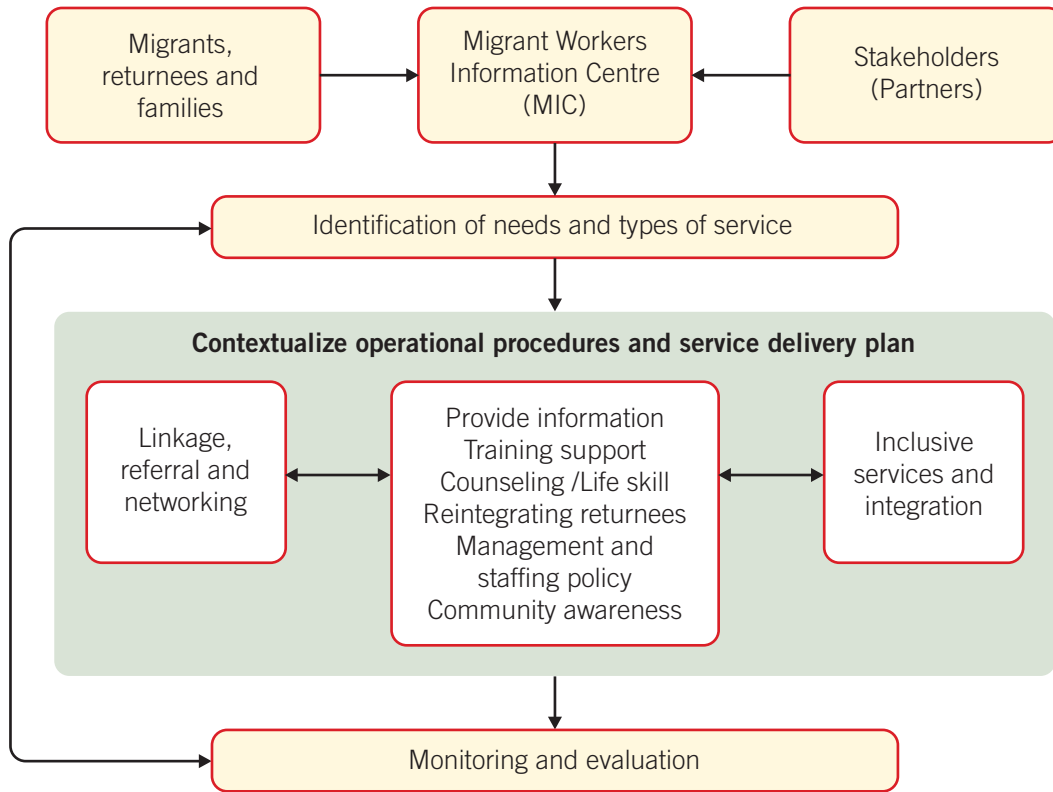 Migrants,
returnees and
families
Migrant Workers
Information Centre
(MIC)
Stakeholders
(Partners)
Identification of needs and types of service
Contextualize operational procedures and service delivery plan
Linkage,
referral and
networking
Provide information
Training support
Counseling /Life skill
Reintegrating returnees
Management and
staffing policy
Community awareness
Inclusive
services and
integration
Monitoring and evaluation